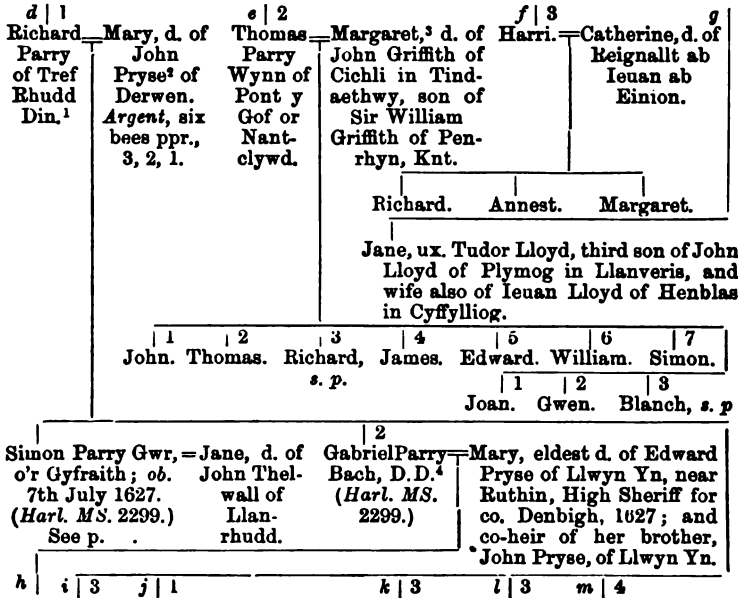 d | 1 e | 2 f | 3 g
Richard = Mary, d. of Thomas = Margaret,³ d. of Harri. = Catherine, d. of
Parry John Parry John Griffith of Reignallt ab
of Tref Pryse² of Wynn of Cichli in Tind- Ieuan ab
Rhudd Derwen. Pont y aethwy, son of Einion.
Din.¹ Argent, six Gof or Sir William
bees ppr., Nant- Griffith of Pen-
3, 2, 1. clywd. rhyn, Knt.
Richard. Annest. Margaret.
Jane, ux. Tudor Lloyd, third son of John
Lloyd of Plymog in Llanveris, and
wife also of Ieuan Lloyd of Henblas
in Cyffylliog.
| 1 | 2 | 3 | 4 | 5 | 6 | 7
John. Thomas. Richard, James. Edward. William. Simon.
s. p.
| 1 | 2 | 3
Joan. Gwen. Blanch, s. p
| 2
Simon Parry Gwr, = Jane, d. of Gabriel Parry = Mary, eldest d. of Edward
o'r Gyfraith; ob. John Thel- Bach, D.D.⁴ Pryse of Llwyn Yn, near
7th July 1627. wall of (Harl. MS. Ruthin, High Sheriff for
(Harl. MS. 2299.) Llan- 2299.) co. Denbigh, 1627; and
See p. . rhudd. co-heir of her brother,
John Pryse, of Llwyn Yn.
h i | 3 j | 1 k | 3 l | 3 m | 4